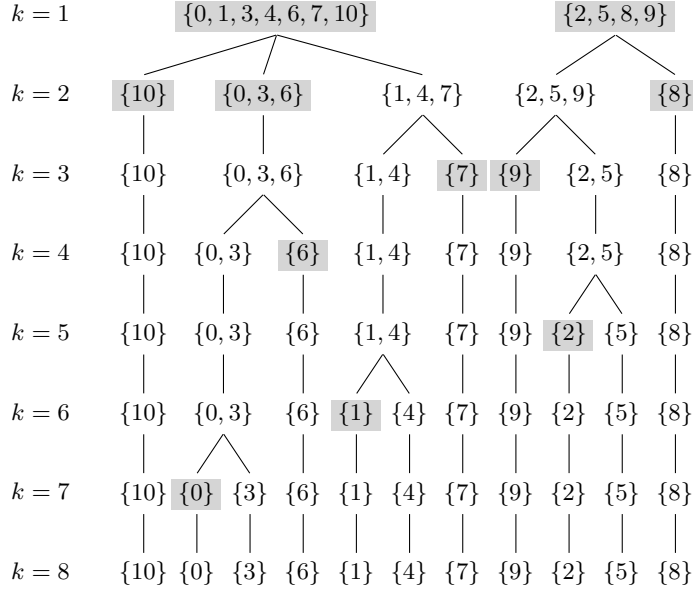 k = 1 {0, 1, 3, 4, 6, 7, 10} {2, 5, 8, 9}
k = 2 {10} {0, 3, 6} {1, 4, 7} {2, 5, 9} {8}
k = 3 {10} {0, 3, 6} {1, 4} {7} {9} {2, 5} {8}
k = 4 {10} {0, 3} {6} {1, 4} {7} {9} {2, 5} {8}
k = 5 {10} {0, 3} {6} {1, 4} {7} {9} {2} {5} {8}
k = 6 {10} {0, 3} {6} {1} {4} {7} {9} {2} {5} {8}
k = 7 {10} {0} {3} {6} {1} {4} {7} {9} {2} {5} {8}
k = 8 {10} {0} {3} {6} {1} {4} {7} {9} {2} {5} {8}